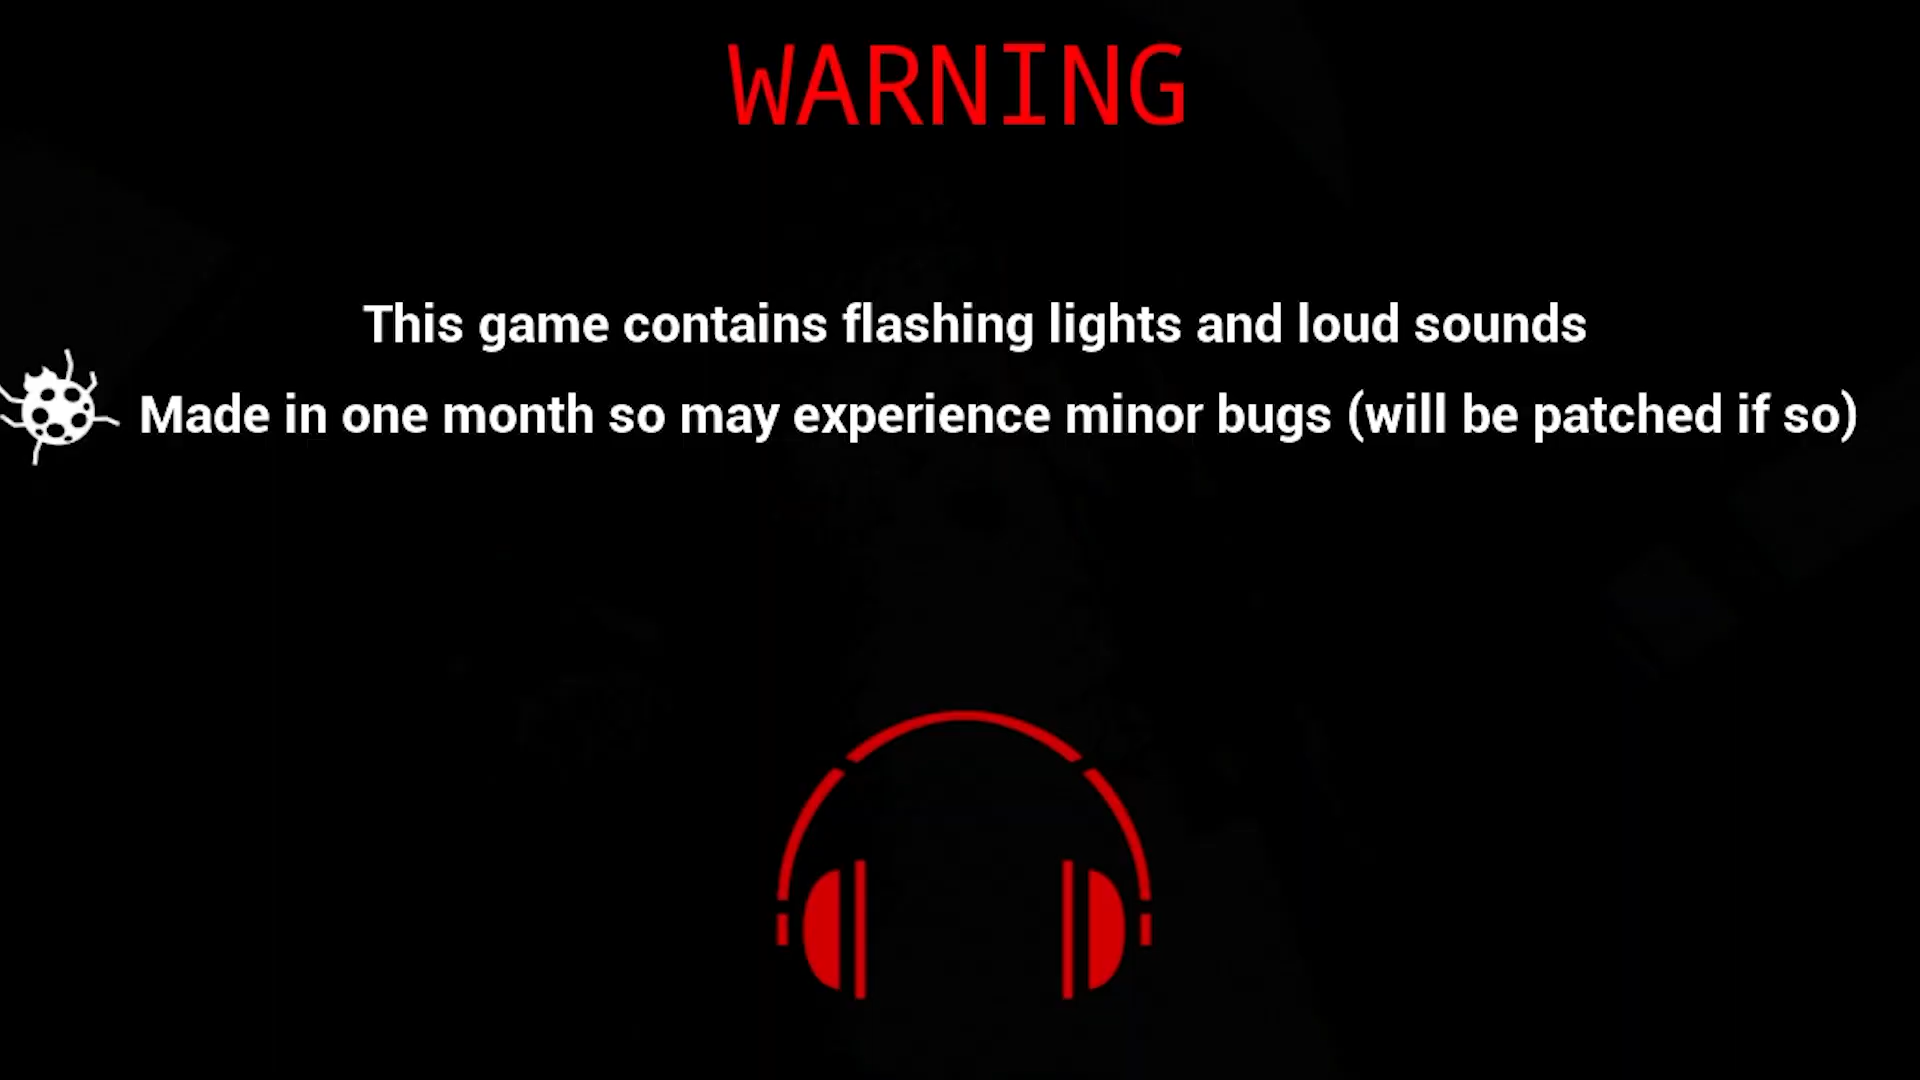 WARNING
This game contains flashing lights and loud sounds
Made in one month so may experience minor bugs (will be patched if so)